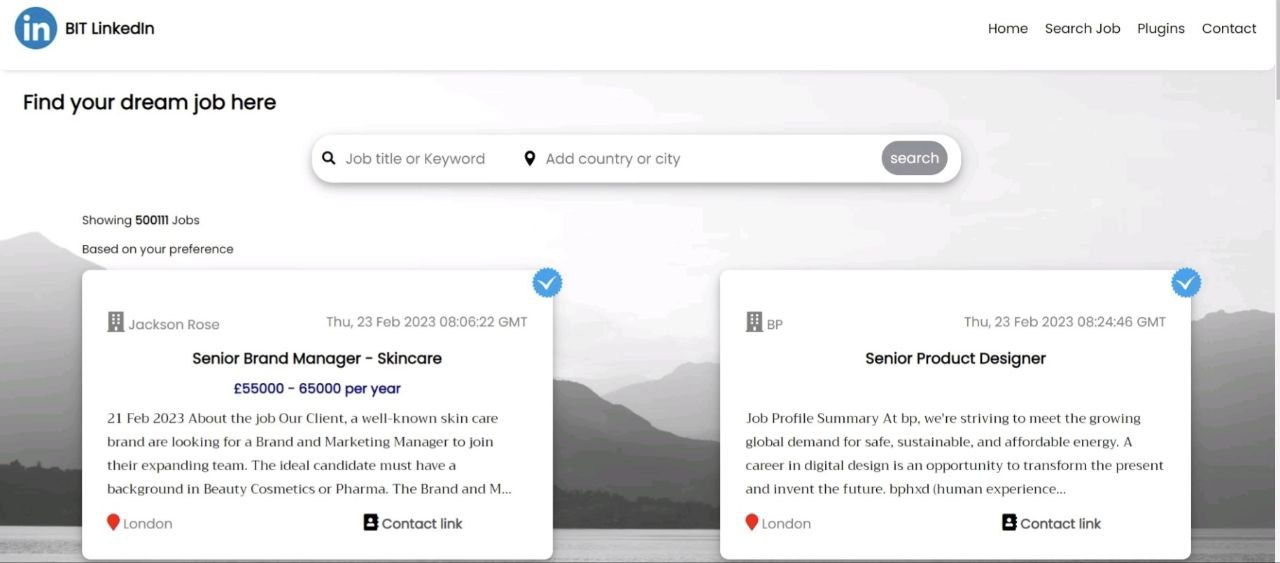 in BIT LinkedIn
Home Search Job Plugins Contact
Find your dream job here
Job title or Keyword Add country or city search
Showing 500111 Jobs
Based on your preference
Jackson Rose Thu, 23 Feb 2023 08:06:22 GMT
Senior Brand Manager - Skincare
£55000 - 65000 per year
21 Feb 2023 About the job Our Client, a well-known skin care
brand are looking for a Brand and Marketing Manager to join
their expanding team. The ideal candidate must have a
background in Beauty Cosmetics or Pharma. The Brand and M...
London Contact link
BP Thu, 23 Feb 2023 08:24:46 GMT
Senior Product Designer
Job Profile Summary At bp, we're striving to meet the growing
global demand for safe, sustainable, and affordable energy. A
career in digital design is an opportunity to transform the present
and invent the future. bphxd (human experience...
London Contact link